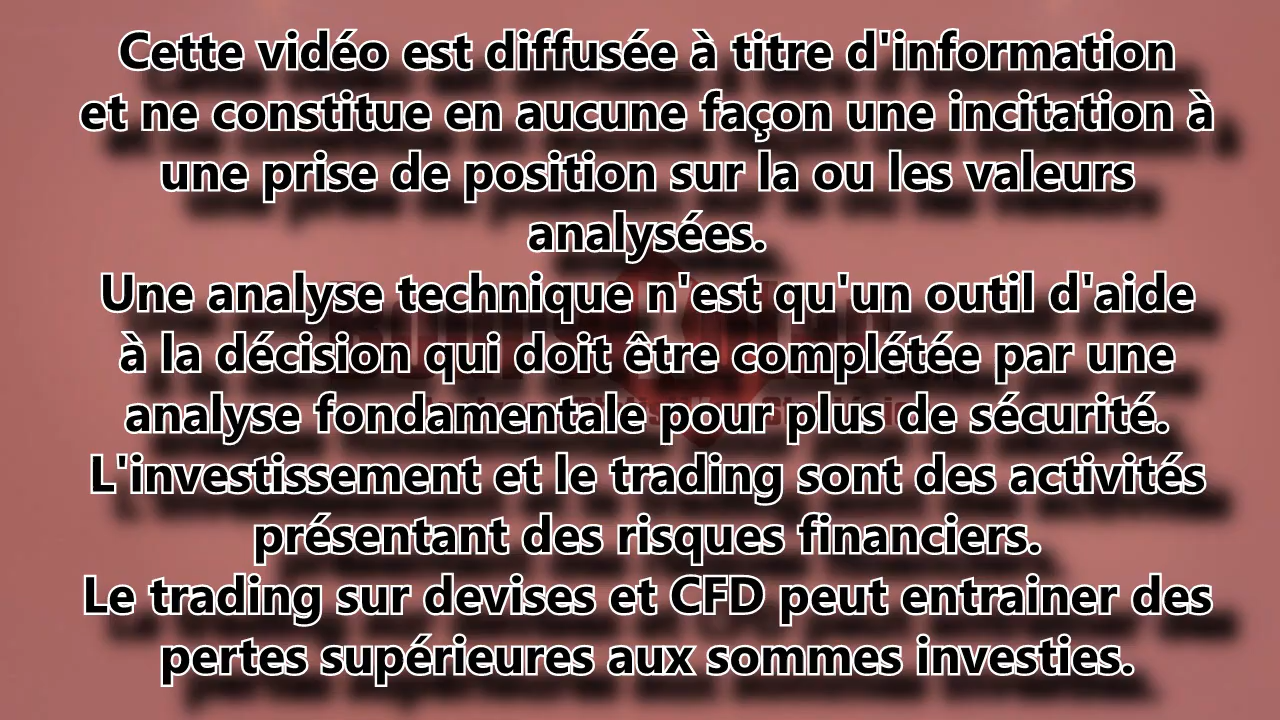 Cette vidéo est diffusée à titre d'information
et ne constitue en aucune façon une incitation à
une prise de position sur la ou les valeurs
analysées.
Une analyse technique n'est qu'un outil d'aide
à la décision qui doit être complétée par une
analyse fondamentale pour plus de sécurité.
L'investissement et le trading sont des activités
présentant des risques financiers.
Le trading sur devises et CFD peut entrainer des
pertes supérieures aux sommes investies.